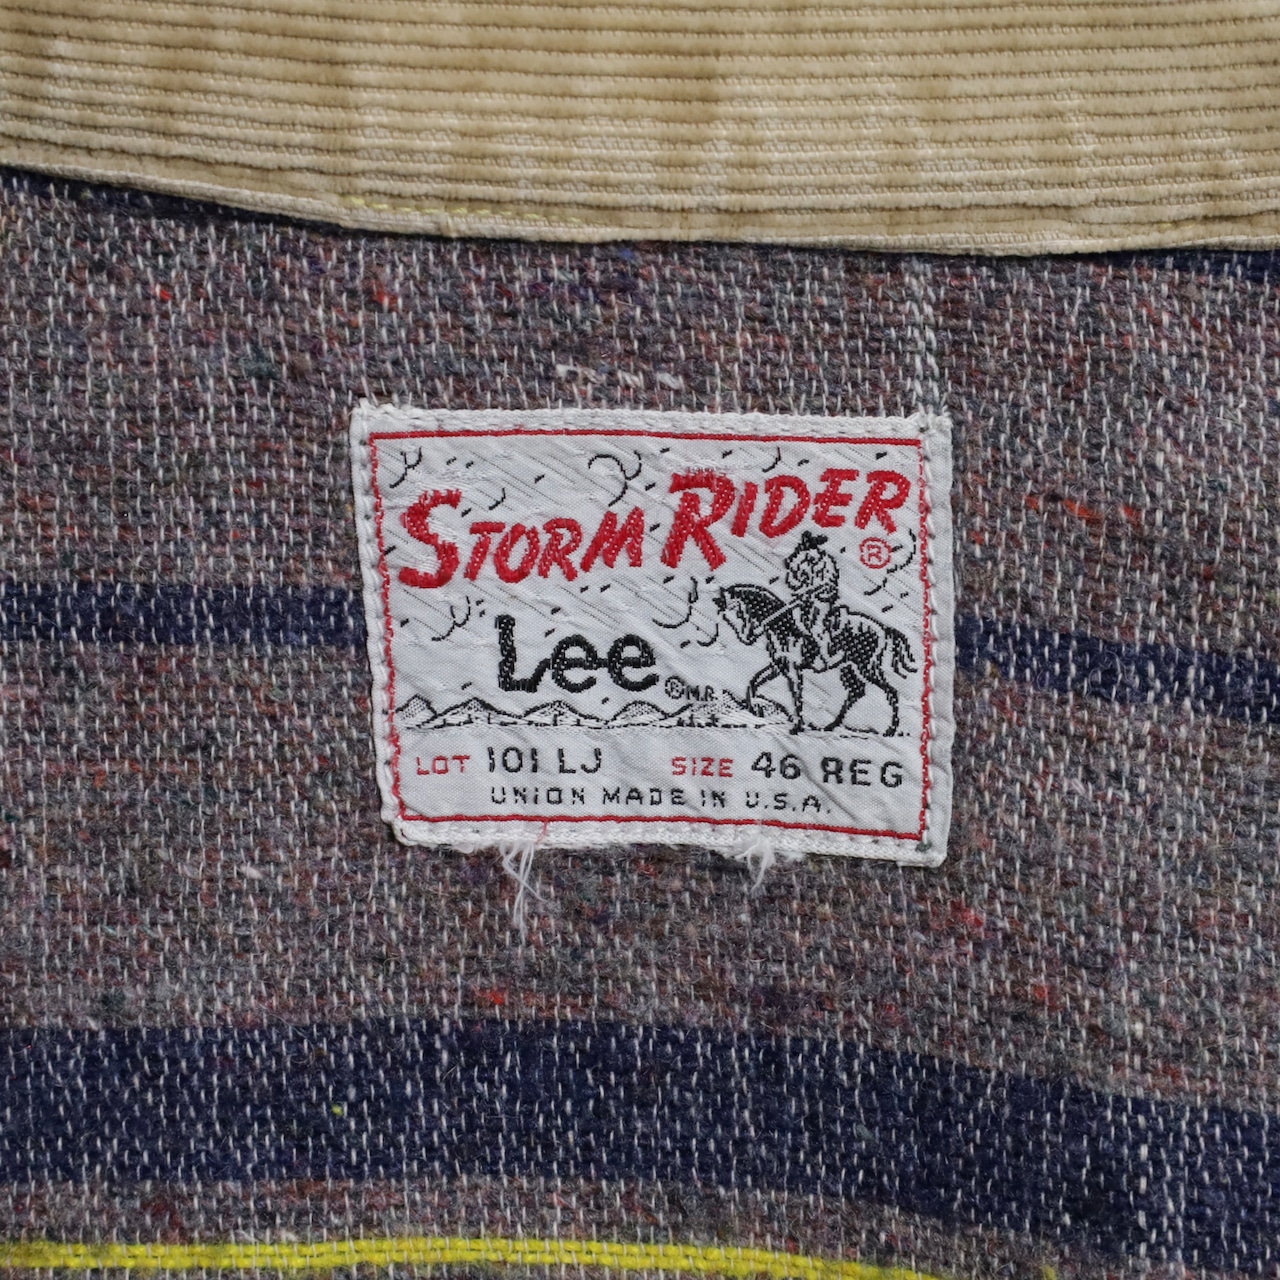 STORM RIDER ®
Lee ® M.R.
LOT 101 LJ SIZE 46 REG
UNION MADE IN U.S.A.